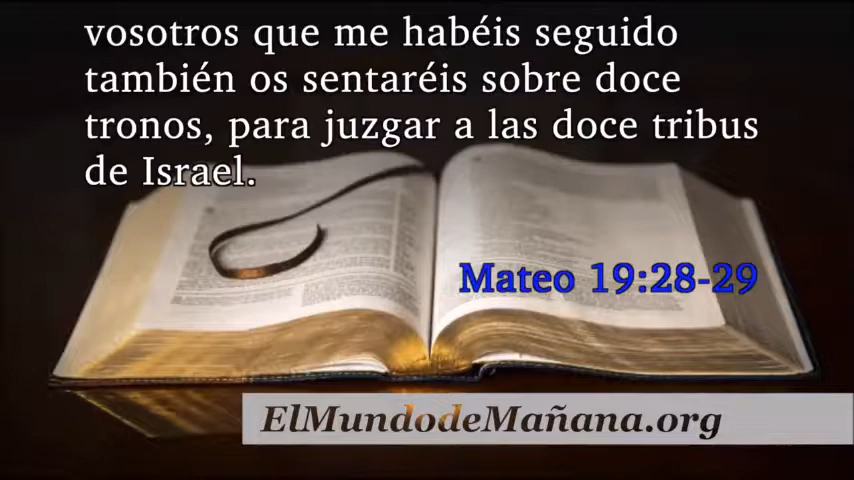 vosotros que me habéis seguido
también os sentaréis sobre doce
tronos, para juzgar a las doce tribus
de Israel.
Mateo 19:28-29
ElMundodeMañana.org